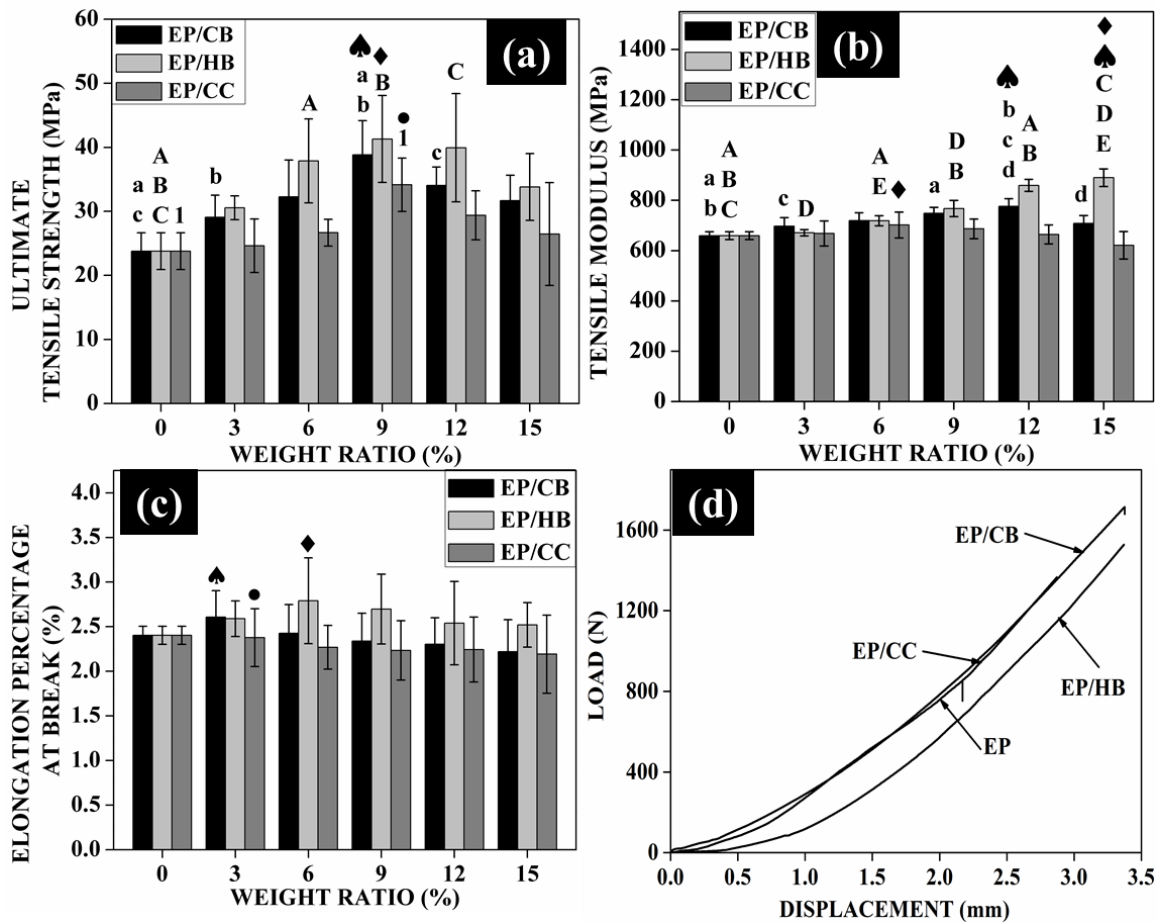 (a)
EP/CB
EP/HB
EP/CC
ULTIMATE
TENSILE STRENGTH (MPa)
60
50
40
30
20
10
0
a
c
A
B
C
1
b
A
♠
a
b
♦
B
●
1
c
C
0 3 6 9 12 15
WEIGHT RATIO (%)
(b)
EP/CB
EP/HB
EP/CC
TENSILE MODULUS (MPa)
1400
1200
1000
800
600
400
200
0
a
b
A
B
C
c
D
A
E
♦
a
D
B
♠
b
c
d
A
B
d
♦
♠
C
D
E
0 3 6 9 12 15
WEIGHT RATIO (%)
(c)
EP/CB
EP/HB
EP/CC
ELONGATION PERCENTAGE
AT BREAK (%)
4.0
3.5
3.0
2.5
2.0
1.5
1.0
0.5
0.0
♠
●
♦
0 3 6 9 12 15
WEIGHT RATIO (%)
(d)
LOAD (N)
1600
1200
800
400
0
EP/CB
EP/CC
EP/HB
EP
0.0 0.5 1.0 1.5 2.0 2.5 3.0 3.5
DISPLACEMENT (mm)